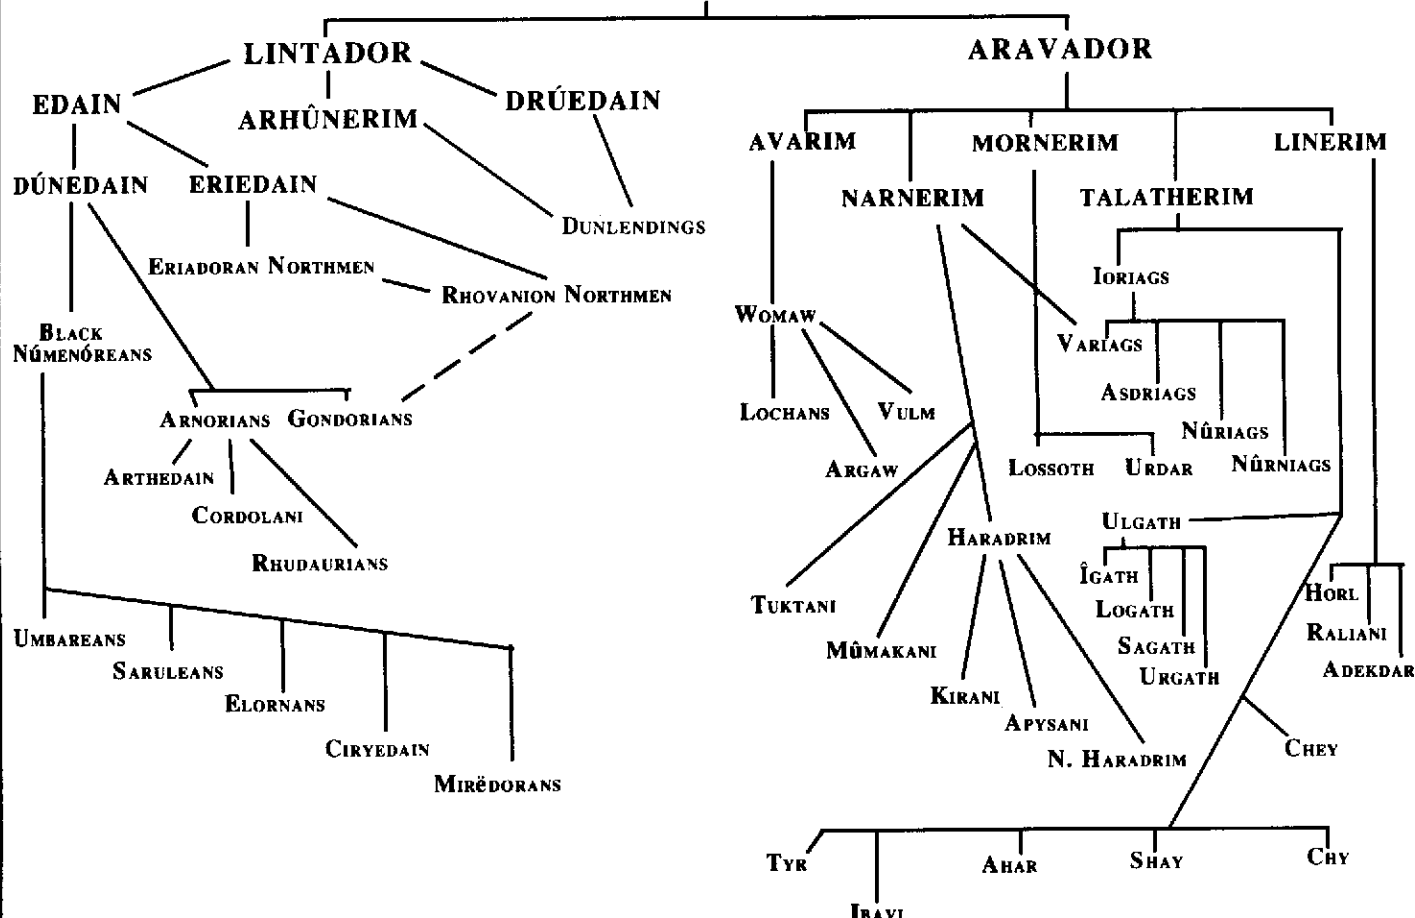 LINTADOR
ARAVADOR
EDAIN
ARHÛNERIM
DRÚEDAIN
AVARIM
MORNERIM
LINERIM
DÚNEDAIN
ERIEDAIN
NARNERIM
TALATHERIM
DUNLENDINGS
ERIADORAN NORTHMEN
RHOVANION NORTHMEN
IORIAGS
BLACK
NÚMENÓREANS
WOMAW
VARIAGS
ASDRIAGS
ARNORIANS
GONDORIANS
LOCHANS
VULM
NÛRIAGS
ARTHEDAIN
ARGAW
LOSSOTH
URDAR
NÛRNIAGS
CORDOLANI
ULGATH
HARADRIM
RHUDAURIANS
ÎGATH
HORL
TUKTANI
LOGATH
RALIANI
UMBAREANS
SARULEANS
MÛMAKANI
SAGATH
ADEKDAR
URGATH
ELORNANS
KIRANI
APYSANI
CIRYEDAIN
N. HARADRIM
CHEY
MIRËDORANS
TYR
AHAR
SHAY
CHY
IBAVI